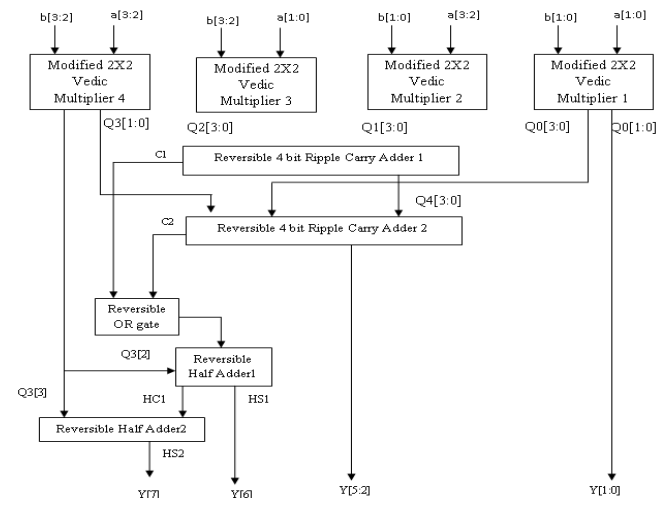 b[3:2] a[3:2] b[3:2] a[1:0] b[1:0] a[3:2] b[1:0] a[1:0]
Modified 2X2
Vedic
Multiplier 4
Modified 2X2
Vedic
Multiplier 3
Modified 2X2
Vedic
Multiplier 2
Modified 2X2
Vedic
Multiplier 1
Q3[1:0]
Q2[3:0]
Q1[3:0]
Q0[3:0]
Q0[1:0]
C1
Reversible 4 bit Ripple Carry Adder 1
Q4[3:0]
C2
Reversible 4 bit Ripple Carry Adder 2
Reversible
OR gate
Q3[2]
Reversible
Half Adder1
Q3[3]
HC1
HS1
Reversible Half Adder2
HS2
Y[7]
Y[6]
Y[5:2]
Y[1:0]